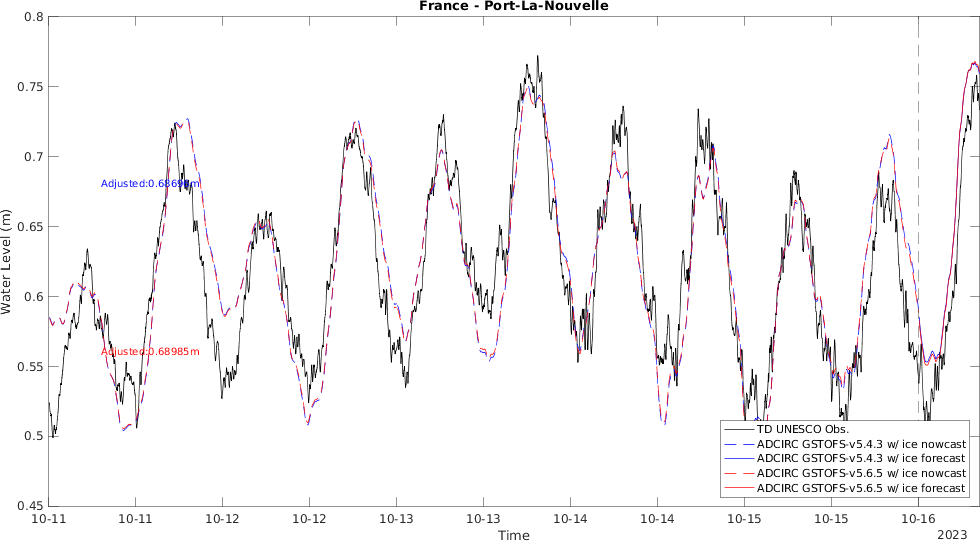 France - Port-La-Nouvelle
0.8
0.75
0.7
0.65
0.6
0.55
0.5
0.45
Water Level (m)
Adjusted:0.68985m
TD UNESCO Obs.
ADCIRC GSTOFS-v5.4.3 w/ ice nowcast
ADCIRC GSTOFS-v5.4.3 w/ ice forecast
ADCIRC GSTOFS-v5.6.5 w/ ice nowcast
ADCIRC GSTOFS-v5.6.5 w/ ice forecast
10-11 10-11 10-12 10-12 10-13 10-13 10-14 10-14 10-15 10-15 10-16
Time
2023